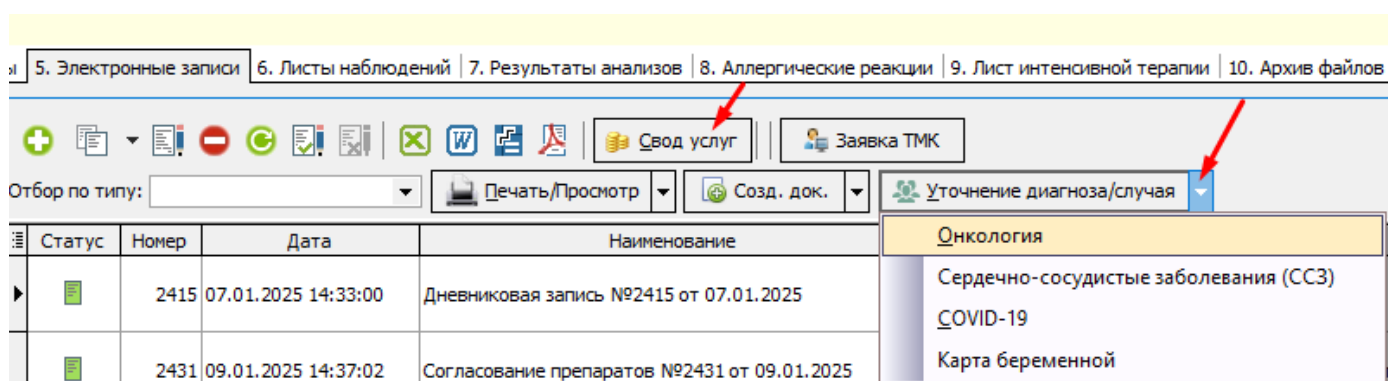 ы 5. Электронные записи 6. Листы наблюдений 7. Результаты анализов 8. Аллергические реакции 9. Лист интенсивной терапии 10. Архив файлов
Свод услуг Заявка ТМК
Отбор по типу: Печать/Просмотр Созд. док. Уточнение диагноза/случая
Статус Номер Дата Наименование
Онкология
Сердечно-сосудистые заболевания (ССЗ)
2415 07.01.2025 14:33:00 Дневниковая запись №2415 от 07.01.2025
COVID-19
Карта беременной
2431 09.01.2025 14:37:02 Согласование препаратов №2431 от 09.01.2025